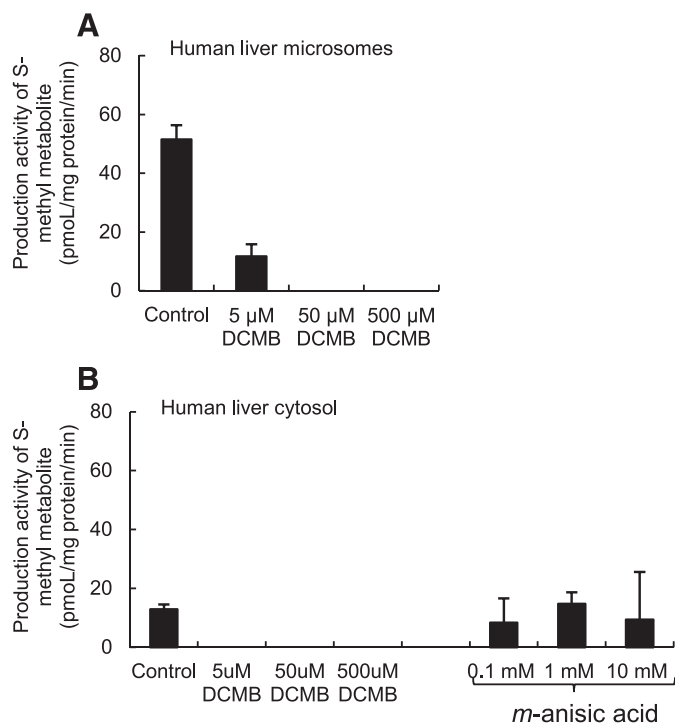 A
Human liver microsomes
Production activity of S-
methyl metabolite
(pmoL/mg protein/min)
80
60
40
20
0
Control 5 µM 50 µM 500 µM
DCMB DCMB DCMB
B
Human liver cytosol
Production activity of S-
methyl metabolite
(pmoL/mg protein/min)
80
60
40
20
0
Control 5uM 50uM 500uM 0.1 mM 1 mM 10 mM
DCMB DCMB DCMB
m-anisic acid